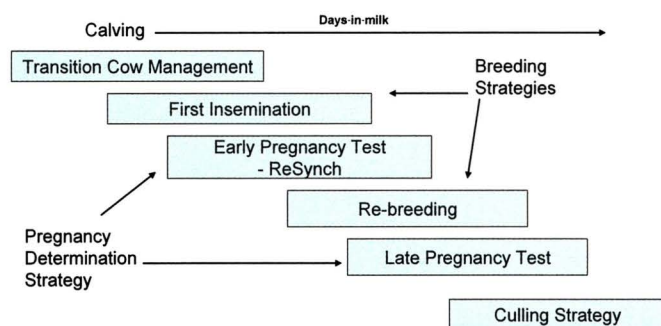 Days-in-milk
Calving
Transition Cow Management
Breeding
Strategies
First Insemination
Early Pregnancy Test
- ReSynch
Re-breeding
Pregnancy
Determination
Strategy
Late Pregnancy Test
Culling Strategy